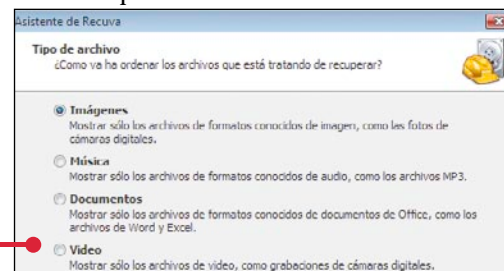 Asistente de Recuva
Tipo de archivo
¿Como va ha ordenar los archivos que está tratando de recuperar?
Imágenes
Mostrar sólo los archivos de formatos conocidos de imagen, como las fotos de
cámaras digitales.
Música
Mostrar sólo los archivos de formatos conocidos de audio, como los archivos MP3.
Documentos
Mostrar sólo los archivos de formatos conocidos de documentos de Office, como los
archivos de Word y Excel.
Video
Mostrar sólo los archivos de video, como grabaciones de cámaras digitales.